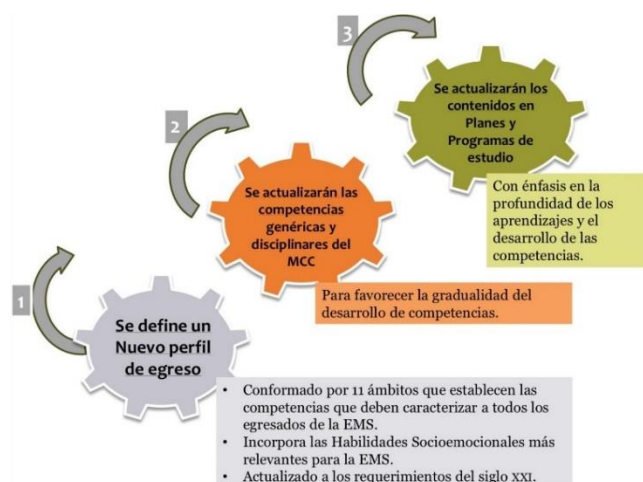 3
Se actualizarán los
contenidos en
Planes y
Programas de
estudio
Con énfasis en la
profundidad de los
aprendizajes y el
desarrollo de las
competencias.
2
Se actualizarán las
competencias
genéricas y
disciplinares del
MCC
Para favorecer la gradualidad del
desarrollo de competencias.
1
Se define un
Nuevo perfil
de egreso
• Conformado por 11 ámbitos que establecen las
competencias que deben caracterizar a todos los
egresados de la EMS.
• Incorpora las Habilidades Socioemocionales más
relevantes para la EMS.
• Actualizado a los requerimientos del siglo XXI.